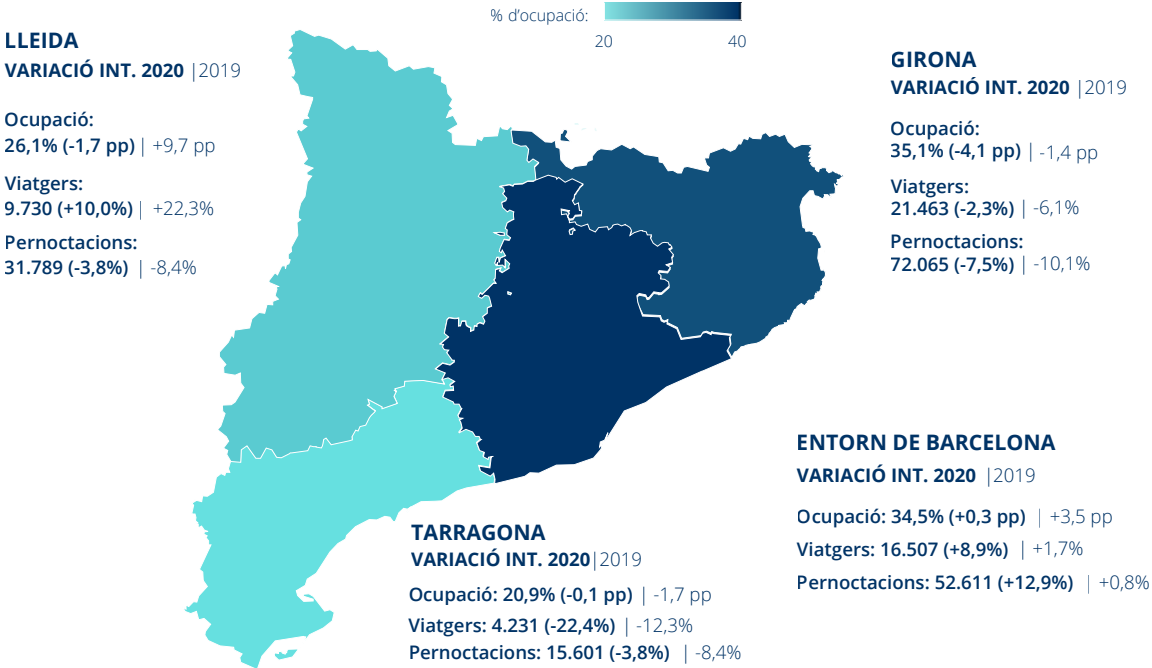 % d'ocupació:
20 40
LLEIDA
VARIACIÓ INT. 2020 |2019
Ocupació:
26,1% (-1,7 pp) | +9,7 pp
Viatgers:
9.730 (+10,0%) | +22,3%
Pernoctacions:
31.789 (-3,8%) | -8,4%
GIRONA
VARIACIÓ INT. 2020 |2019
Ocupació:
35,1% (-4,1 pp) | -1,4 pp
Viatgers:
21.463 (-2,3%) | -6,1%
Pernoctacions:
72.065 (-7,5%) | -10,1%
ENTORN DE BARCELONA
VARIACIÓ INT. 2020 |2019
Ocupació: 34,5% (+0,3 pp) | +3,5 pp
Viatgers: 16.507 (+8,9%) | +1,7%
Pernoctacions: 52.611 (+12,9%) | +0,8%
TARRAGONA
VARIACIÓ INT. 2020|2019
Ocupació: 20,9% (-0,1 pp) | -1,7 pp
Viatgers: 4.231 (-22,4%) | -12,3%
Pernoctacions: 15.601 (-3,8%) | -8,4%